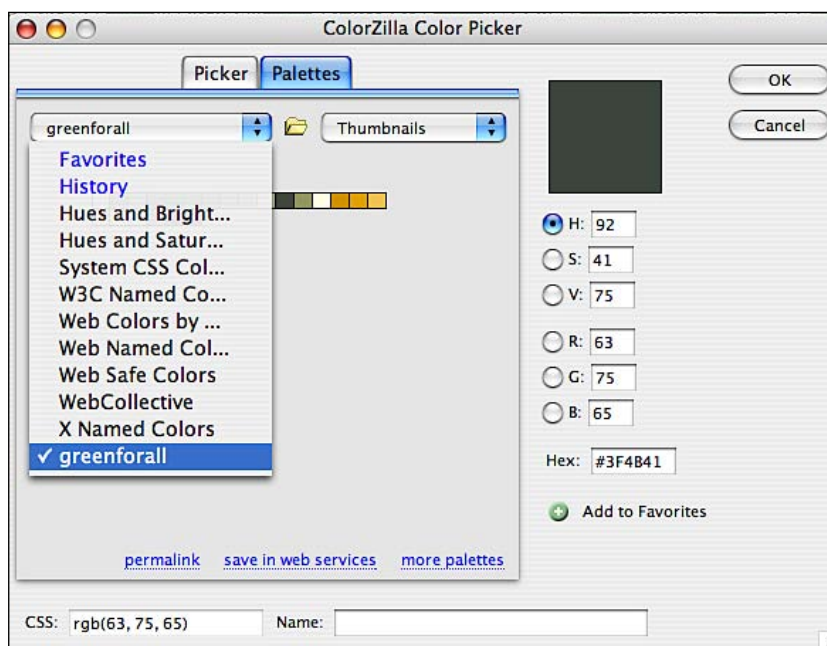 ColorZilla Color Picker
Picker
Palettes
greenforall
Thumbnails
Favorites
History
Hues and Bright...
Hues and Satur...
System CSS Col...
W3C Named Co...
Web Colors by ...
Web Named Col...
Web Safe Colors
WebCollective
X Named Colors
✓ greenforall
permalink
save in web services
more palettes
OK
Cancel
H: 92
S: 41
V: 75
R: 63
G: 75
B: 65
Hex: #3F4B41
Add to Favorites
CSS: rgb(63, 75, 65)
Name: